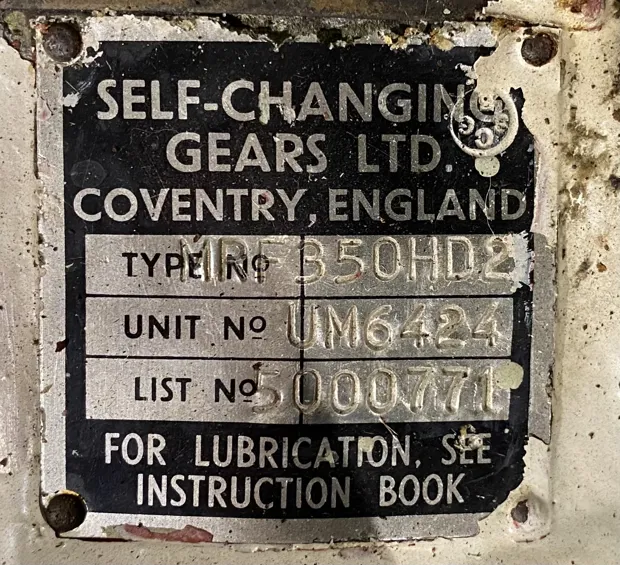 SELF-CHANGING
GEARS LTD.
COVENTRY, ENGLAND
TYPE Nº MRF350HD2
UNIT Nº UM6424
LIST Nº 5000771
FOR LUBRICATION, SEE
INSTRUCTION BOOK